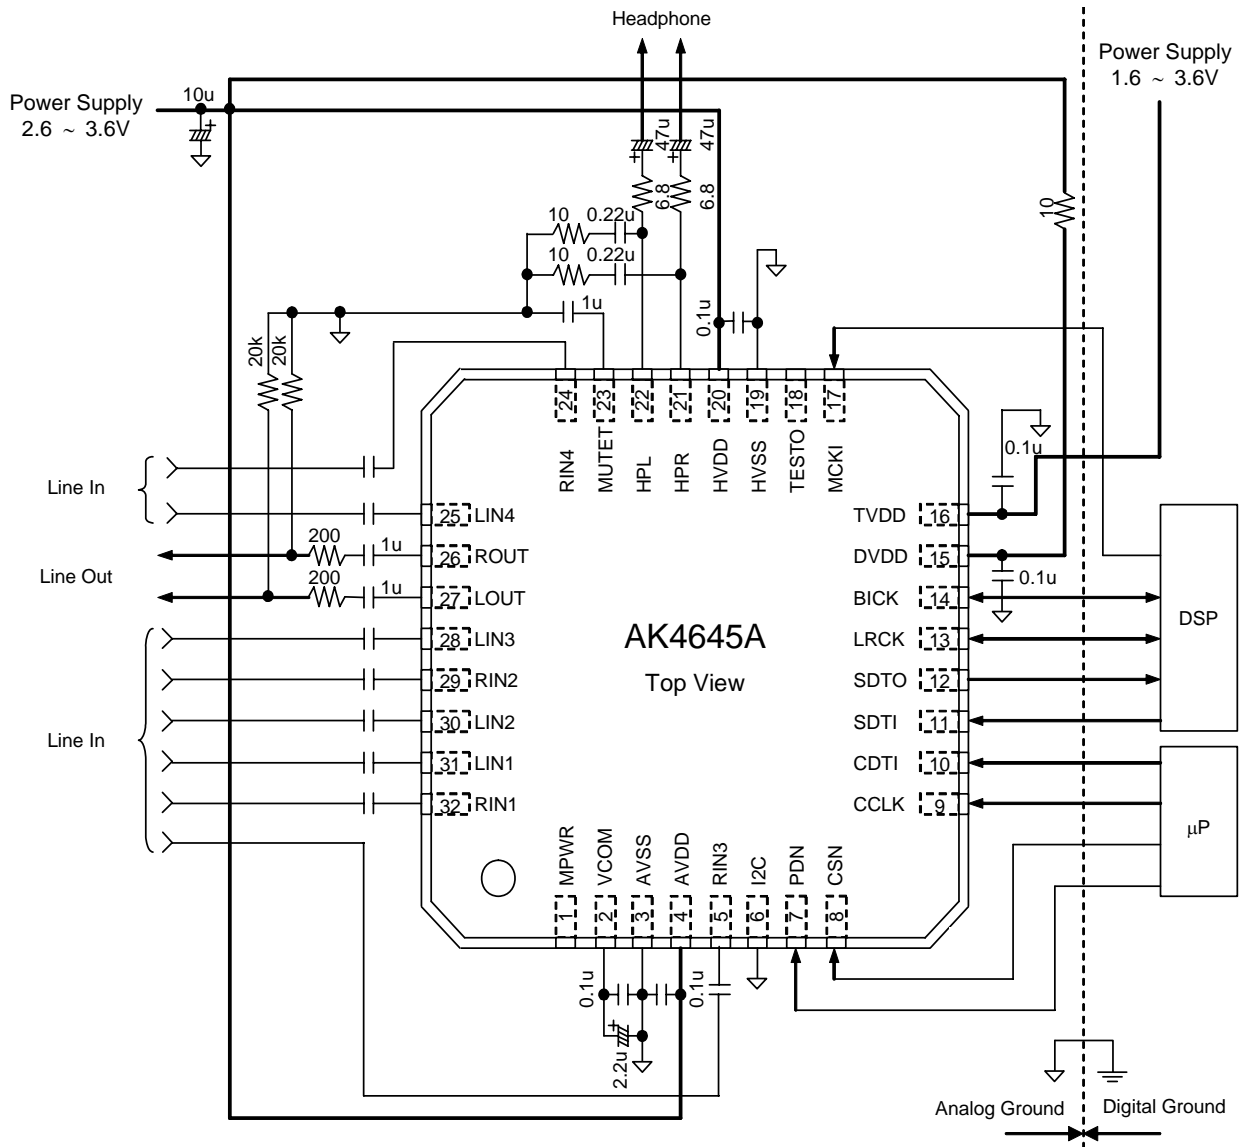 Headphone
Power Supply
1.6 ~ 3.6V
Power Supply
2.6 ~ 3.6V
10u
+
47u
47u
+
+
6.8
6.8
10
10
0.22u
10
0.22u
1u
0.1u
20k
20k
24
23
22
21
20
19
18
17
RIN4
MUTET
HPL
HPR
HVDD
HVSS
TESTO
MCKI
0.1u
Line In
25 LIN4
TVDD 16
200
1u
26 ROUT
DVDD 15
Line Out
200
1u
27 LOUT
0.1u
BICK 14
DSP
28 LIN3
AK4645A
LRCK 13
29 RIN2
Top View
SDTO 12
30 LIN2
SDTI 11
Line In
31 LIN1
CDTI 10
32 RIN1
CCLK 9
µP
MPWR
VCOM
AVSS
AVDD
RIN3
I2C
PDN
CSN
1
2
3
4
5
6
7
8
0.1u
0.1u
+
2.2u
Analog Ground
Digital Ground